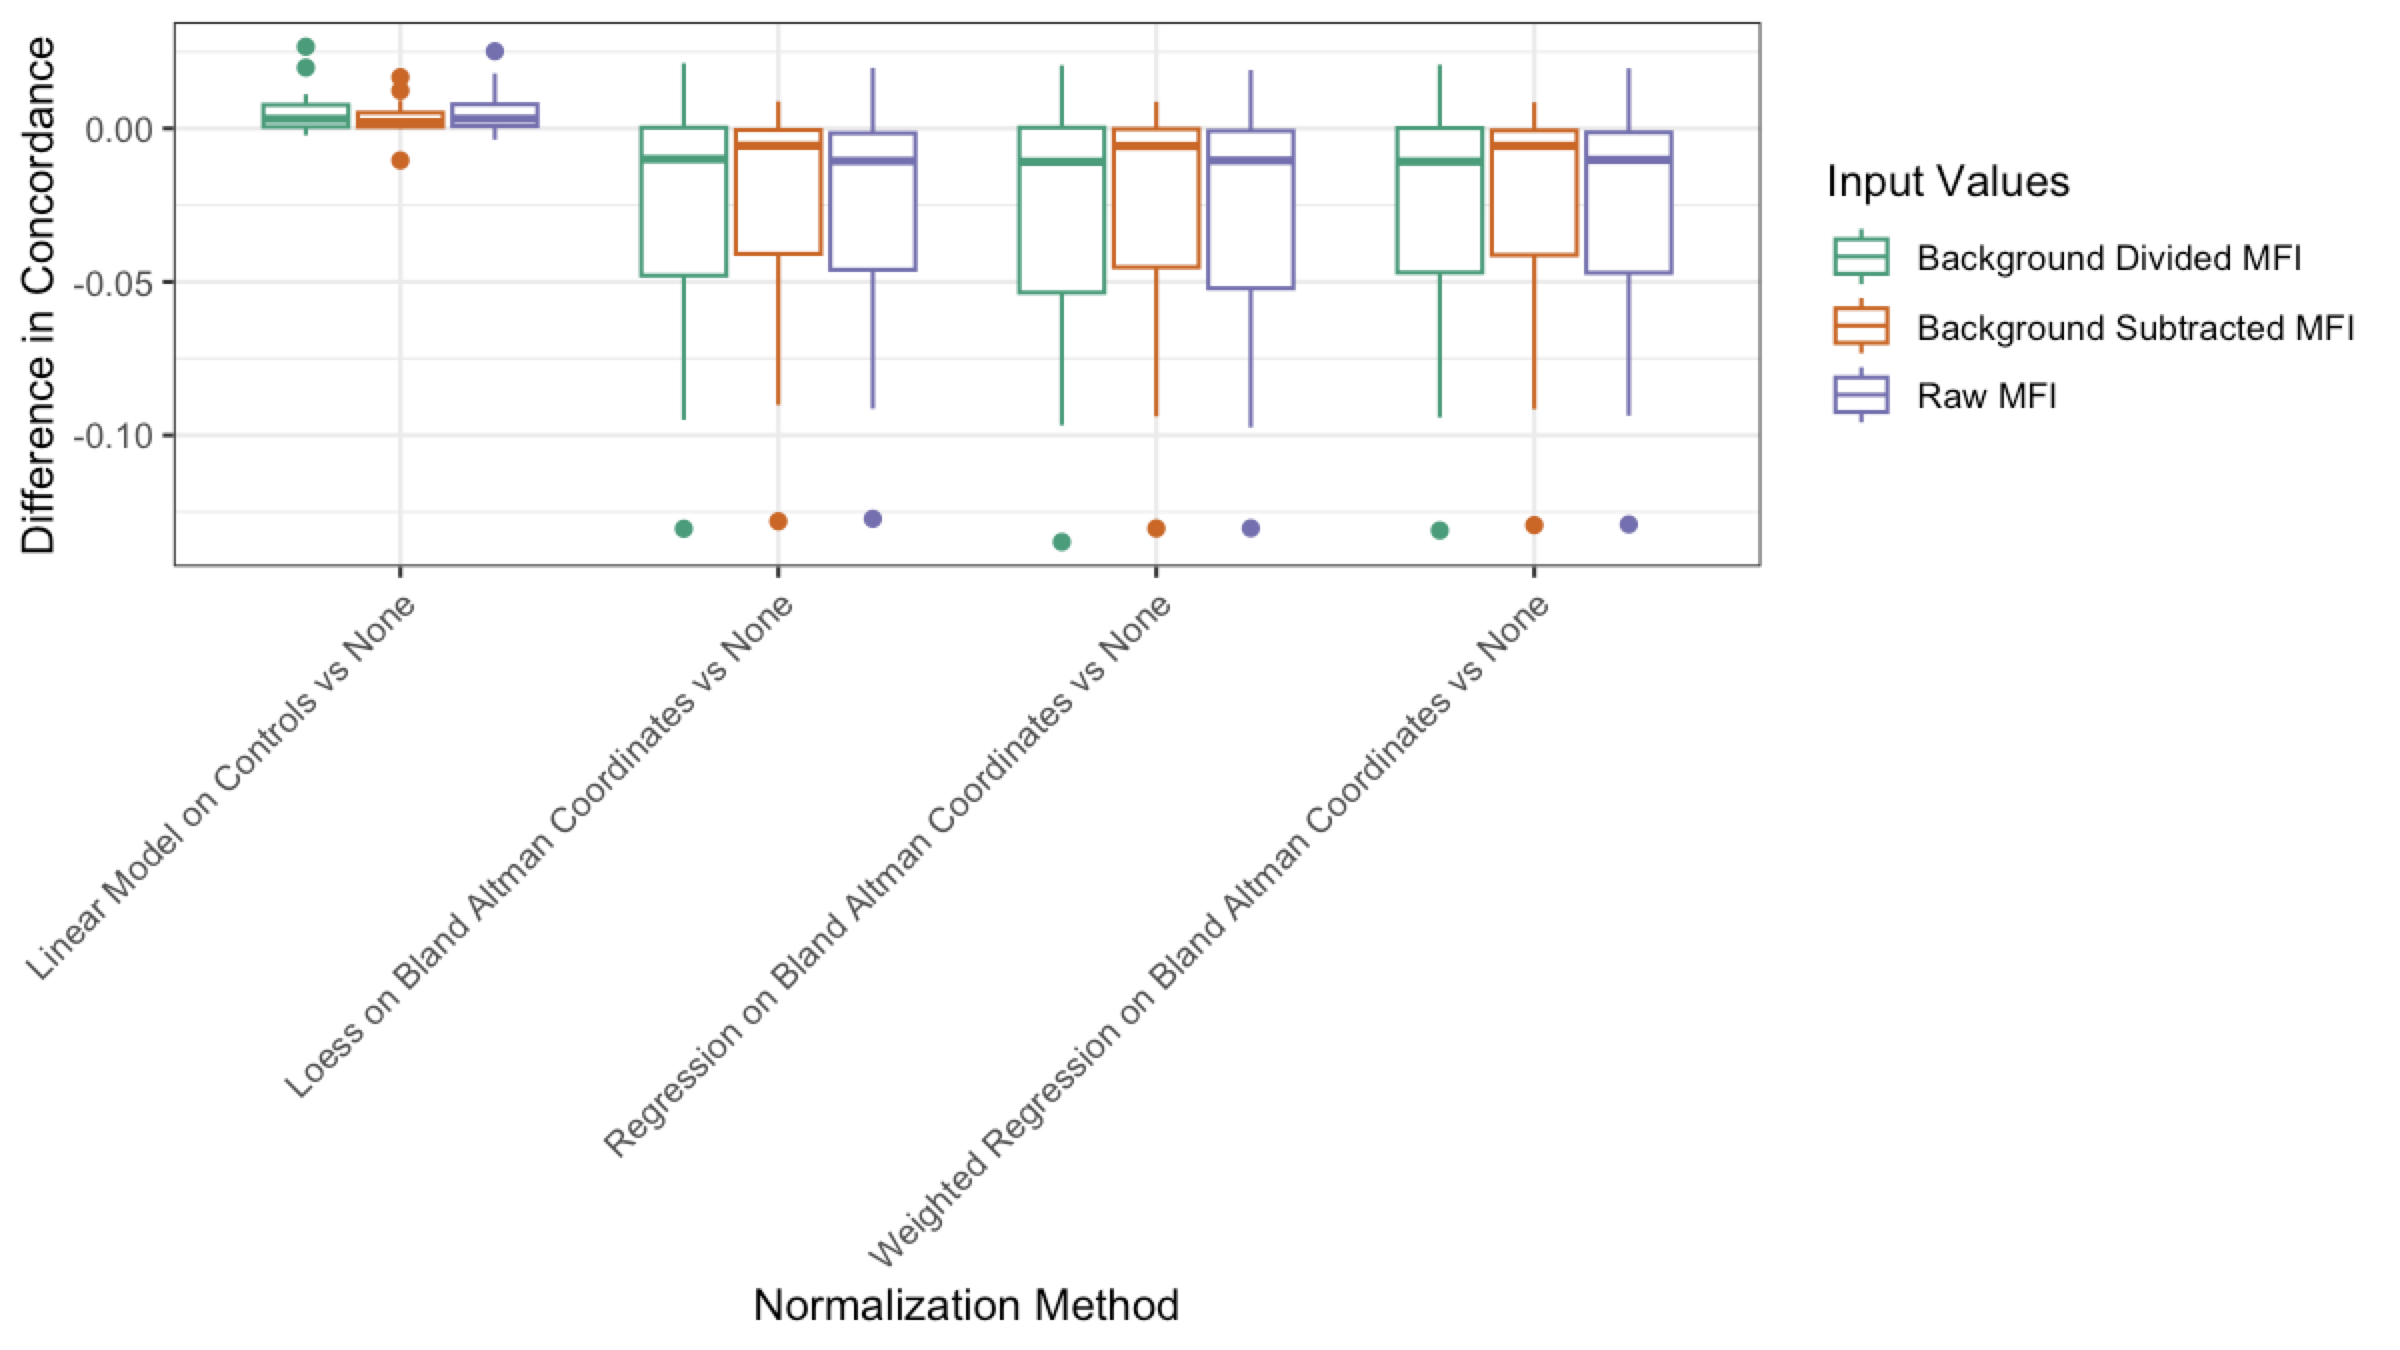 Difference in Concordance
0.00
-0.05
-0.10
Linear Model on Controls vs None
Loess on Bland Altman Coordinates vs None
Regression on Bland Altman Coordinates vs None
Weighted Regression on Bland Altman Coordinates vs None
Normalization Method
Input Values
Background Divided MFI
Background Subtracted MFI
Raw MFI